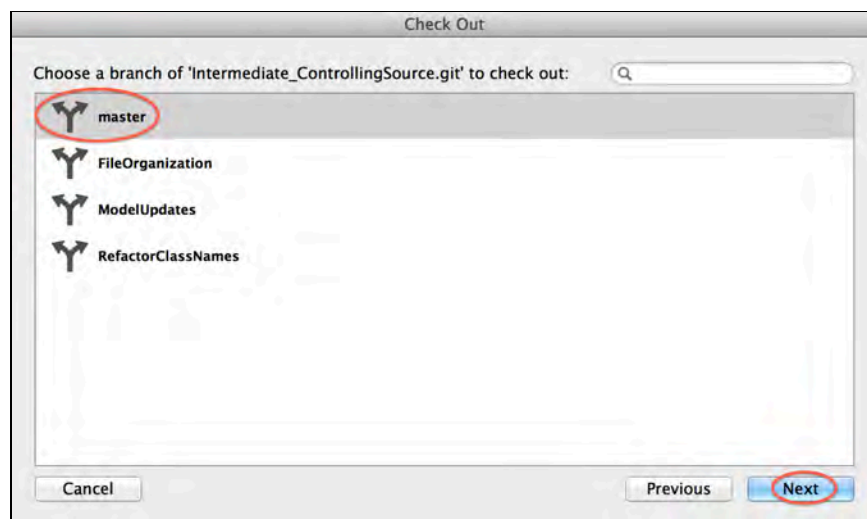 Check Out
Choose a branch of 'Intermediate_ControllingSource.git' to check out:
master
FileOrganization
ModelUpdates
RefactorClassNames
Cancel
Previous
Next